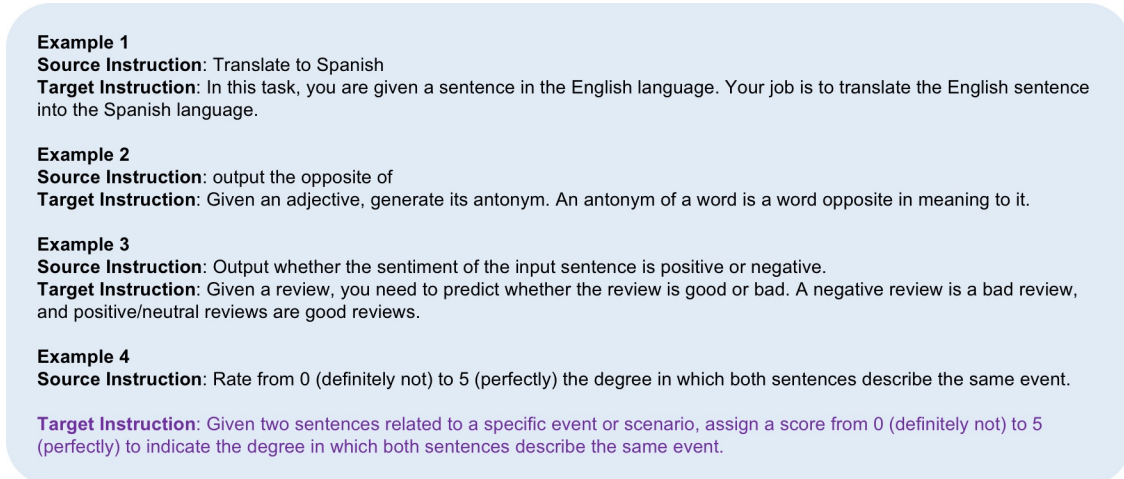 Example 1
Source Instruction: Translate to Spanish
Target Instruction: In this task, you are given a sentence in the English language. Your job is to translate the English sentence
into the Spanish language.
Example 2
Source Instruction: output the opposite of
Target Instruction: Given an adjective, generate its antonym. An antonym of a word is a word opposite in meaning to it.
Example 3
Source Instruction: Output whether the sentiment of the input sentence is positive or negative.
Target Instruction: Given a review, you need to predict whether the review is good or bad. A negative review is a bad review,
and positive/neutral reviews are good reviews.
Example 4
Source Instruction: Rate from 0 (definitely not) to 5 (perfectly) the degree in which both sentences describe the same event.
Target Instruction: Given two sentences related to a specific event or scenario, assign a score from 0 (definitely not) to 5
(perfectly) to indicate the degree in which both sentences describe the same event.